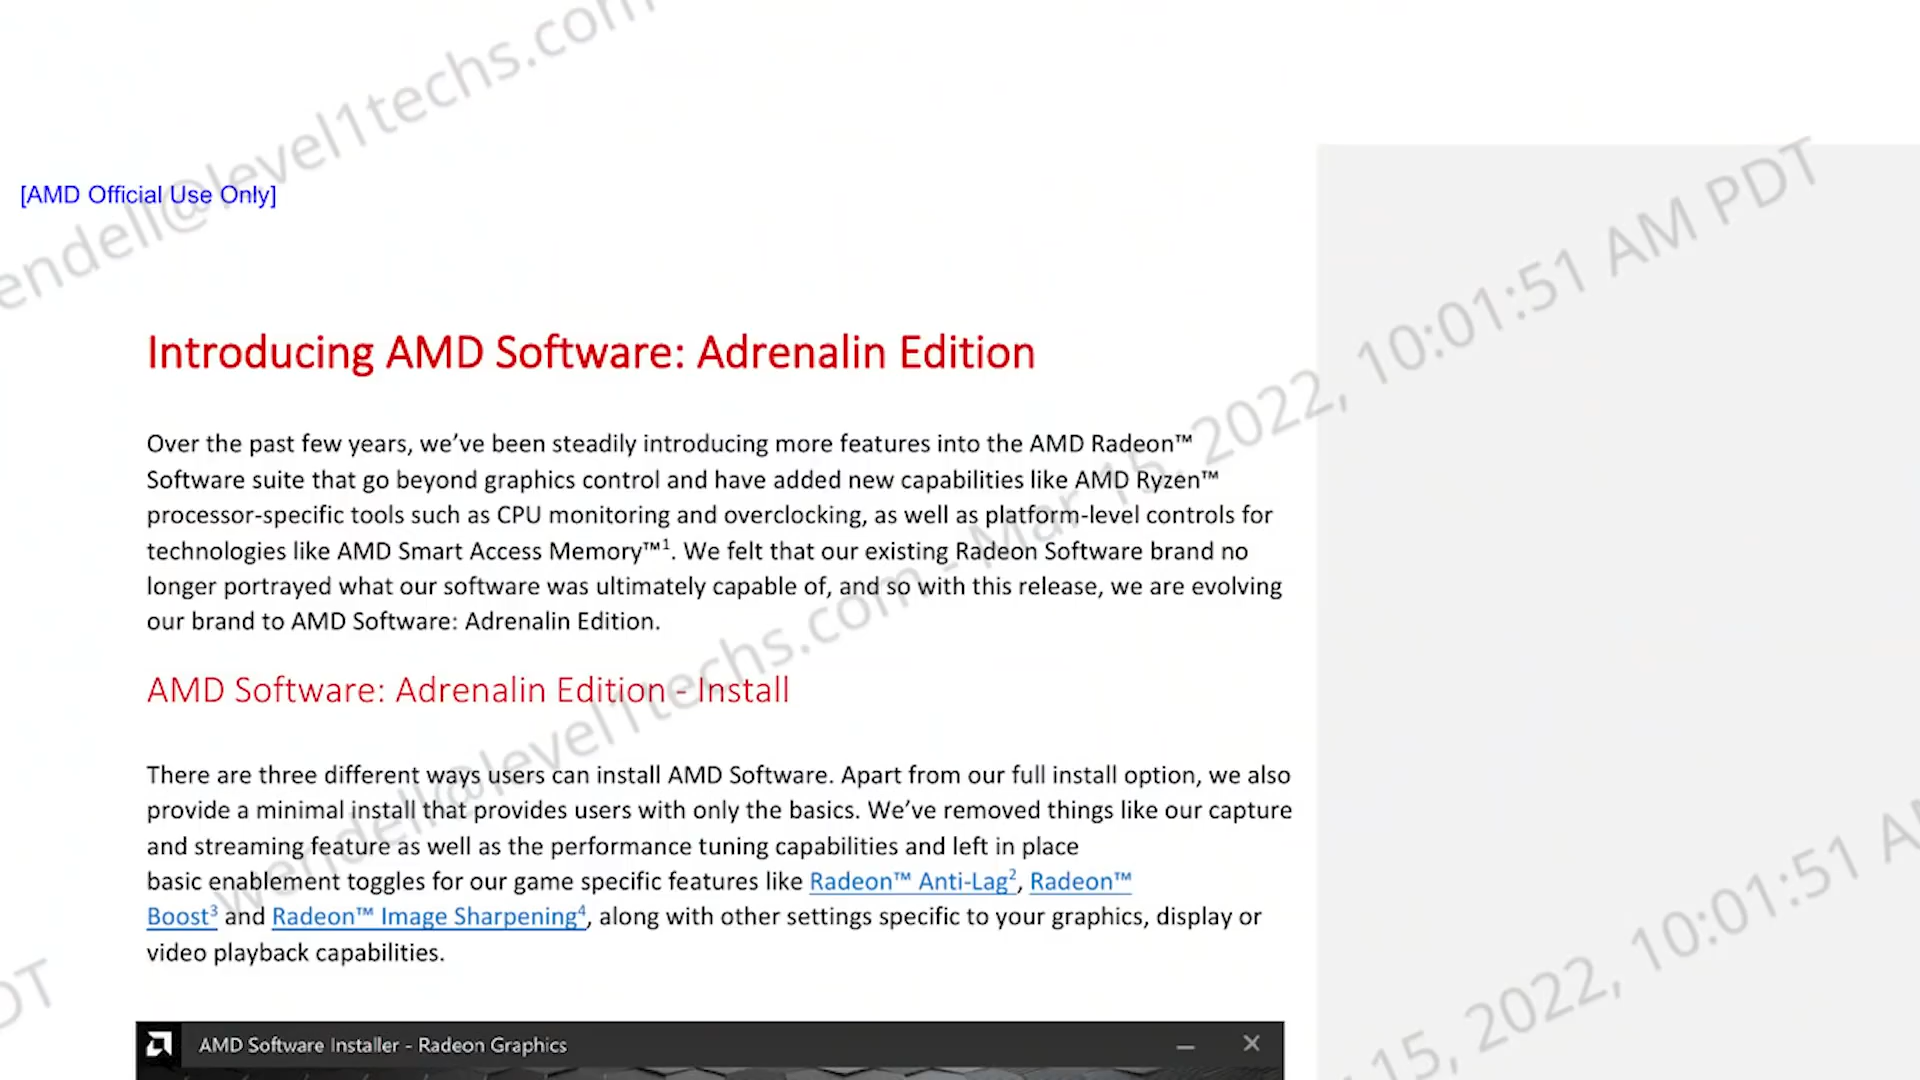 wendell@level1techs.com
[AMD Official Use Only]
Introducing AMD Software: Adrenalin Edition
Over the past few years, we’ve been steadily introducing more features into the AMD Radeon™
Software suite that go beyond graphics control and have added new capabilities like AMD Ryzen™
processor-specific tools such as CPU monitoring and overclocking, as well as platform-level controls for
technologies like AMD Smart Access Memory™¹. We felt that our existing Radeon Software brand no
longer portrayed what our software was ultimately capable of, and so with this release, we are evolving
our brand to AMD Software: Adrenalin Edition.
wendell@level1techs.com - Mar 15, 2022, 10:01:51 AM PDT
AMD Software: Adrenalin Edition - Install
There are three different ways users can install AMD Software. Apart from our full install option, we also
provide a minimal install that provides users with only the basics. We’ve removed things like our capture
and streaming feature as well as the performance tuning capabilities and left in place
basic enablement toggles for our game specific features like Radeon™ Anti-Lag², Radeon™
Boost³ and Radeon™ Image Sharpening⁴, along with other settings specific to your graphics, display or
video playback capabilities.
15, 2022, 10:01:51 A
DT
AMD Software Installer - Radeon Graphics